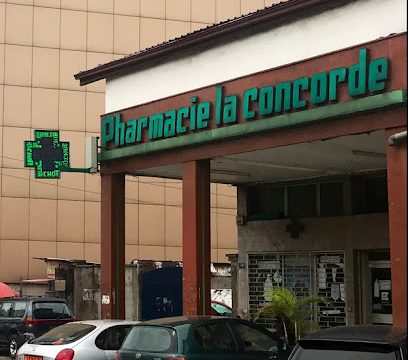 Pharmacie la concorde